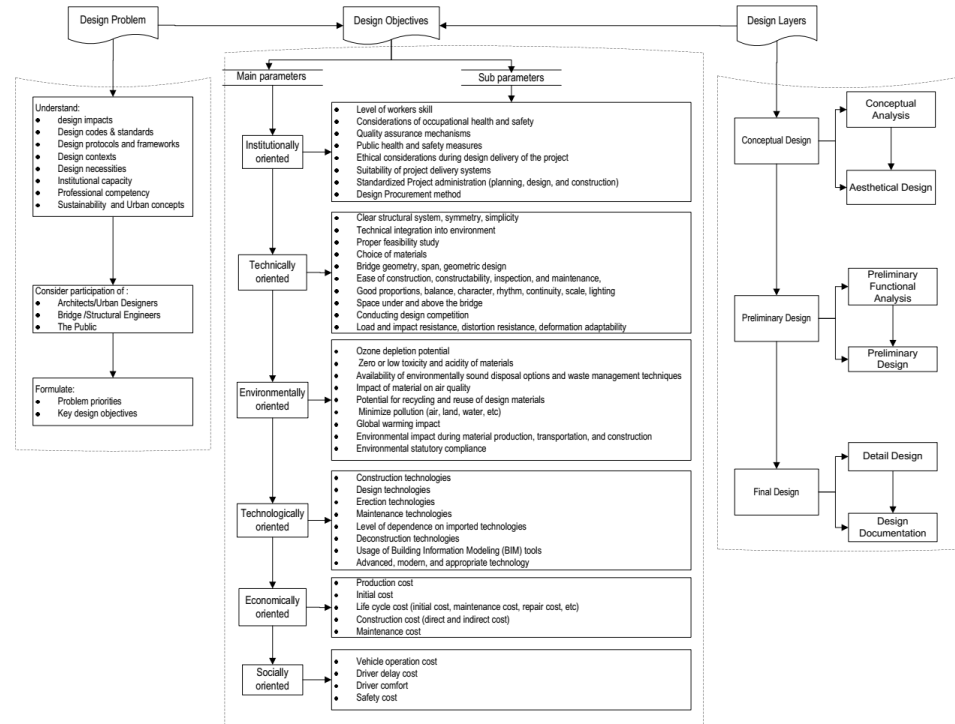 Design Problem
Design Objectives
Design Layers
Understand:
● design impacts
● Design codes & standards
● Design protocols and frameworks
● Design contexts
● Design necessities
● Institutional capacity
● Professional competency
● Sustainability and Urban concepts
Consider participation of :
● Architects/Urban Designers
● Bridge /Structural Engineers
● The Public
Formulate:
● Problem priorities
● Key design objectives
Main parameters
Sub parameters
Institutionally
oriented
● Level of workers skill
● Considerations of occupational health and safety
● Quality assurance mechanisms
● Public health and safety measures
● Ethical considerations during design delivery of the project
● Suitability of project delivery systems
● Standardized Project administration (planning, design, and construction)
● Design Procurement method
Technically
oriented
● Clear structural system, symmetry, simplicity
● Technical integration into environment
● Proper feasibility study
● Choice of materials
● Bridge geometry, span, geometric design
● Ease of construction, constructability, inspection, and maintenance,
● Good proportions, balance, character, rhythm, continuity, scale, lighting
● Space under and above the bridge
● Conducting design competition
● Load and impact resistance, distortion resistance, deformation adaptability
Environmentally
oriented
● Ozone depletion potential
● Zero or low toxicity and acidity of materials
● Availability of environmentally sound disposal options and waste management techniques
● Impact of material on air quality
● Potential for recycling and reuse of design materials
● Minimize pollution (air, land, water, etc)
● Global warming impact
● Environmental impact during material production, transportation, and construction
● Environmental statutory compliance
Technologically
oriented
● Construction technologies
● Design technologies
● Erection technologies
● Maintenance technologies
● Level of dependence on imported technologies
● Deconstruction technologies
● Usage of Building Information Modeling (BIM) tools
● Advanced, modern, and appropriate technology
Economically
oriented
● Production cost
● Initial cost
● Life cycle cost (initial cost, maintenance cost, repair cost, etc)
● Construction cost (direct and indirect cost)
● Maintenance cost
Socially
oriented
● Vehicle operation cost
● Driver delay cost
● Driver comfort
● Safety cost
Conceptual Design
Conceptual
Analysis
Aesthetical Design
Preliminary Design
Preliminary
Functional
Analysis
Preliminary
Design
Final Design
Detail Design
Design
Documentation